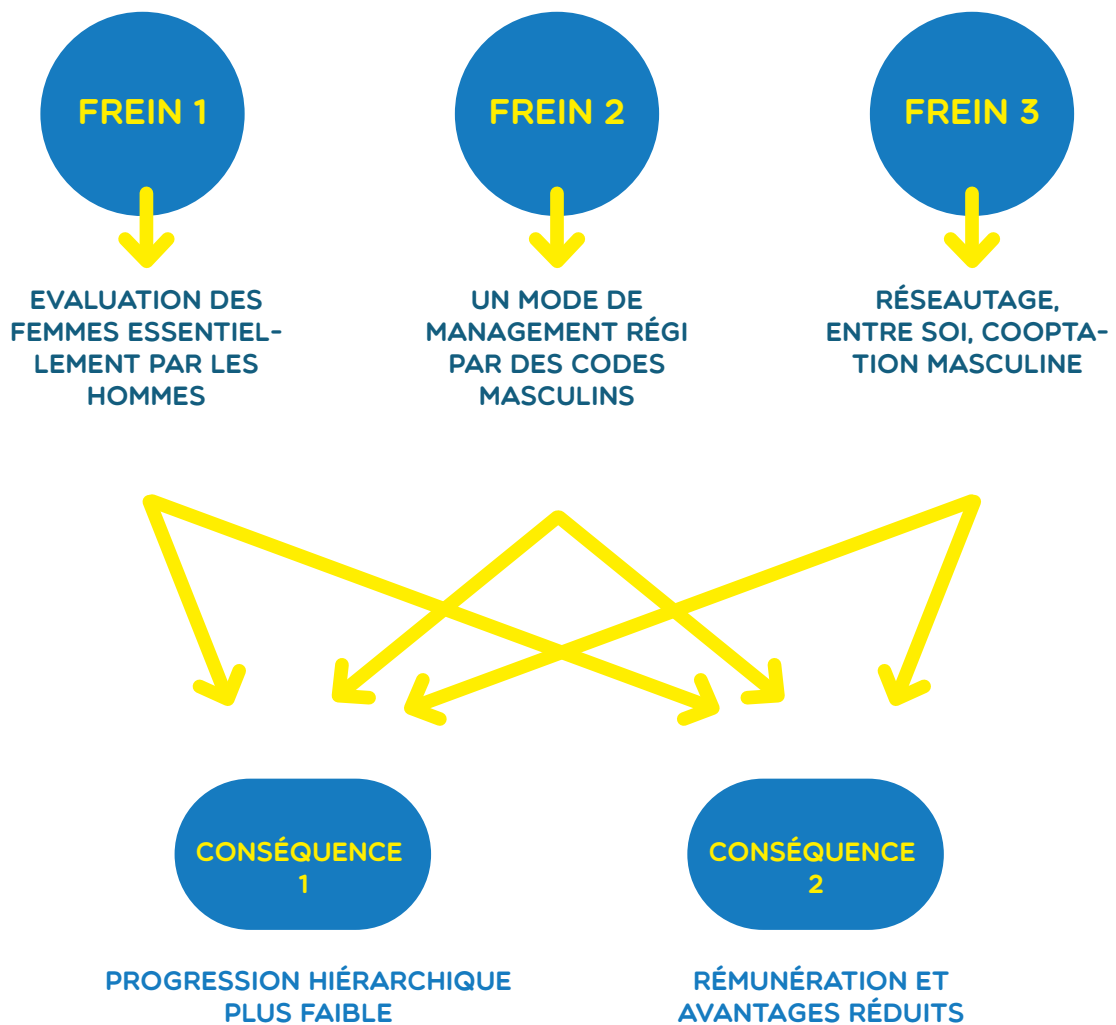 FREIN 1
EVALUATION DES
FEMMES ESSENTIEL-
LEMENT PAR LES
HOMMES
FREIN 2
UN MODE DE
MANAGEMENT RÉGI
PAR DES CODES
MASCULINS
FREIN 3
RÉSEAUTAGE,
ENTRE SOI, COOPTA-
TION MASCULINE
CONSÉQUENCE
1
PROGRESSION HIÉRARCHIQUE
PLUS FAIBLE
CONSÉQUENCE
2
RÉMUNÉRATION ET
AVANTAGES RÉDUITS